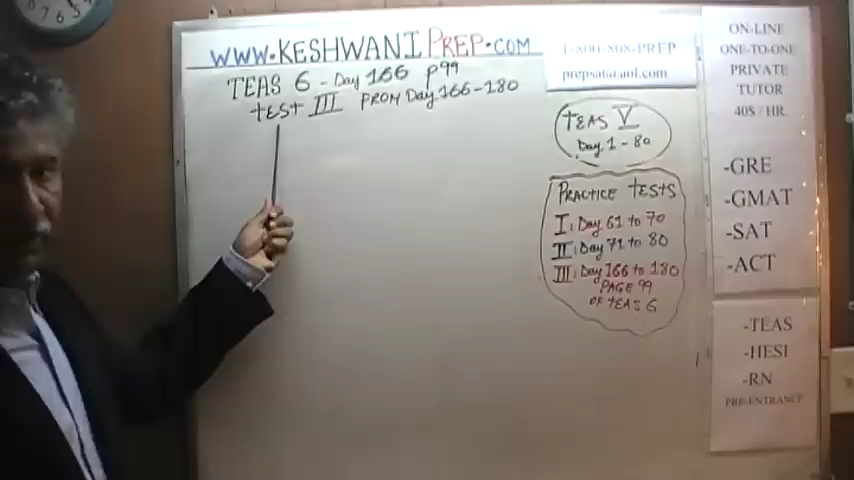 WWW.KESHWANIPREP.COM
TEAS 6 - Day 166 p99
test III FROM Day 166-180
1-800-808-PREP
prepsaturaol.com
TEAS V
Day 1-80
PRACTICE TESTS
I: Day 61 to 70
II: Day 71 to 80
III: Day 166 to 180
PAGE 99
OF TEAS 6
ON-LINE
ONE-TO-ONE
PRIVATE
TUTOR
40$ / HR.
-GRE
-GMAT
-SAT
-ACT
-TEAS
-HESI
-RN
PRE-ENTRANCE